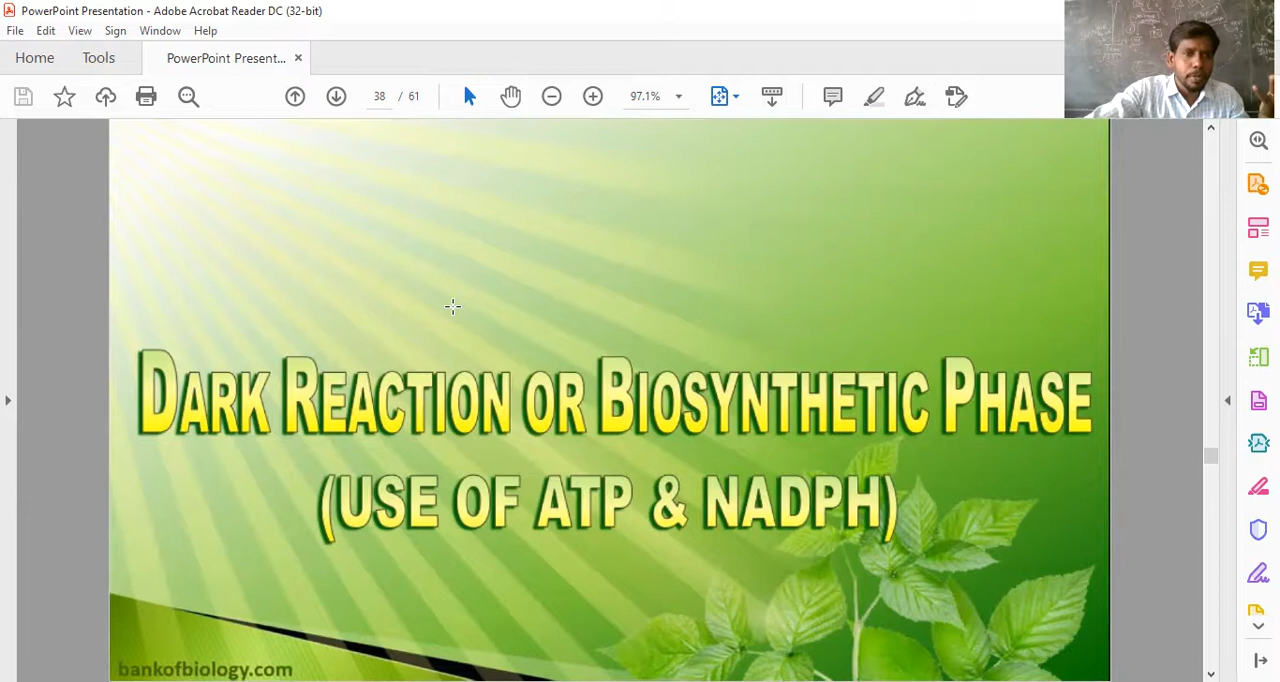 PowerPoint Presentation - Adobe Acrobat Reader DC (32-bit)
File Edit View Sign Window Help
Home Tools PowerPoint Present... ×
38 / 61 97.1%
DARK REACTION OR BIOSYNTHETIC PHASE
(USE OF ATP & NADPH)
bankofbiology.com